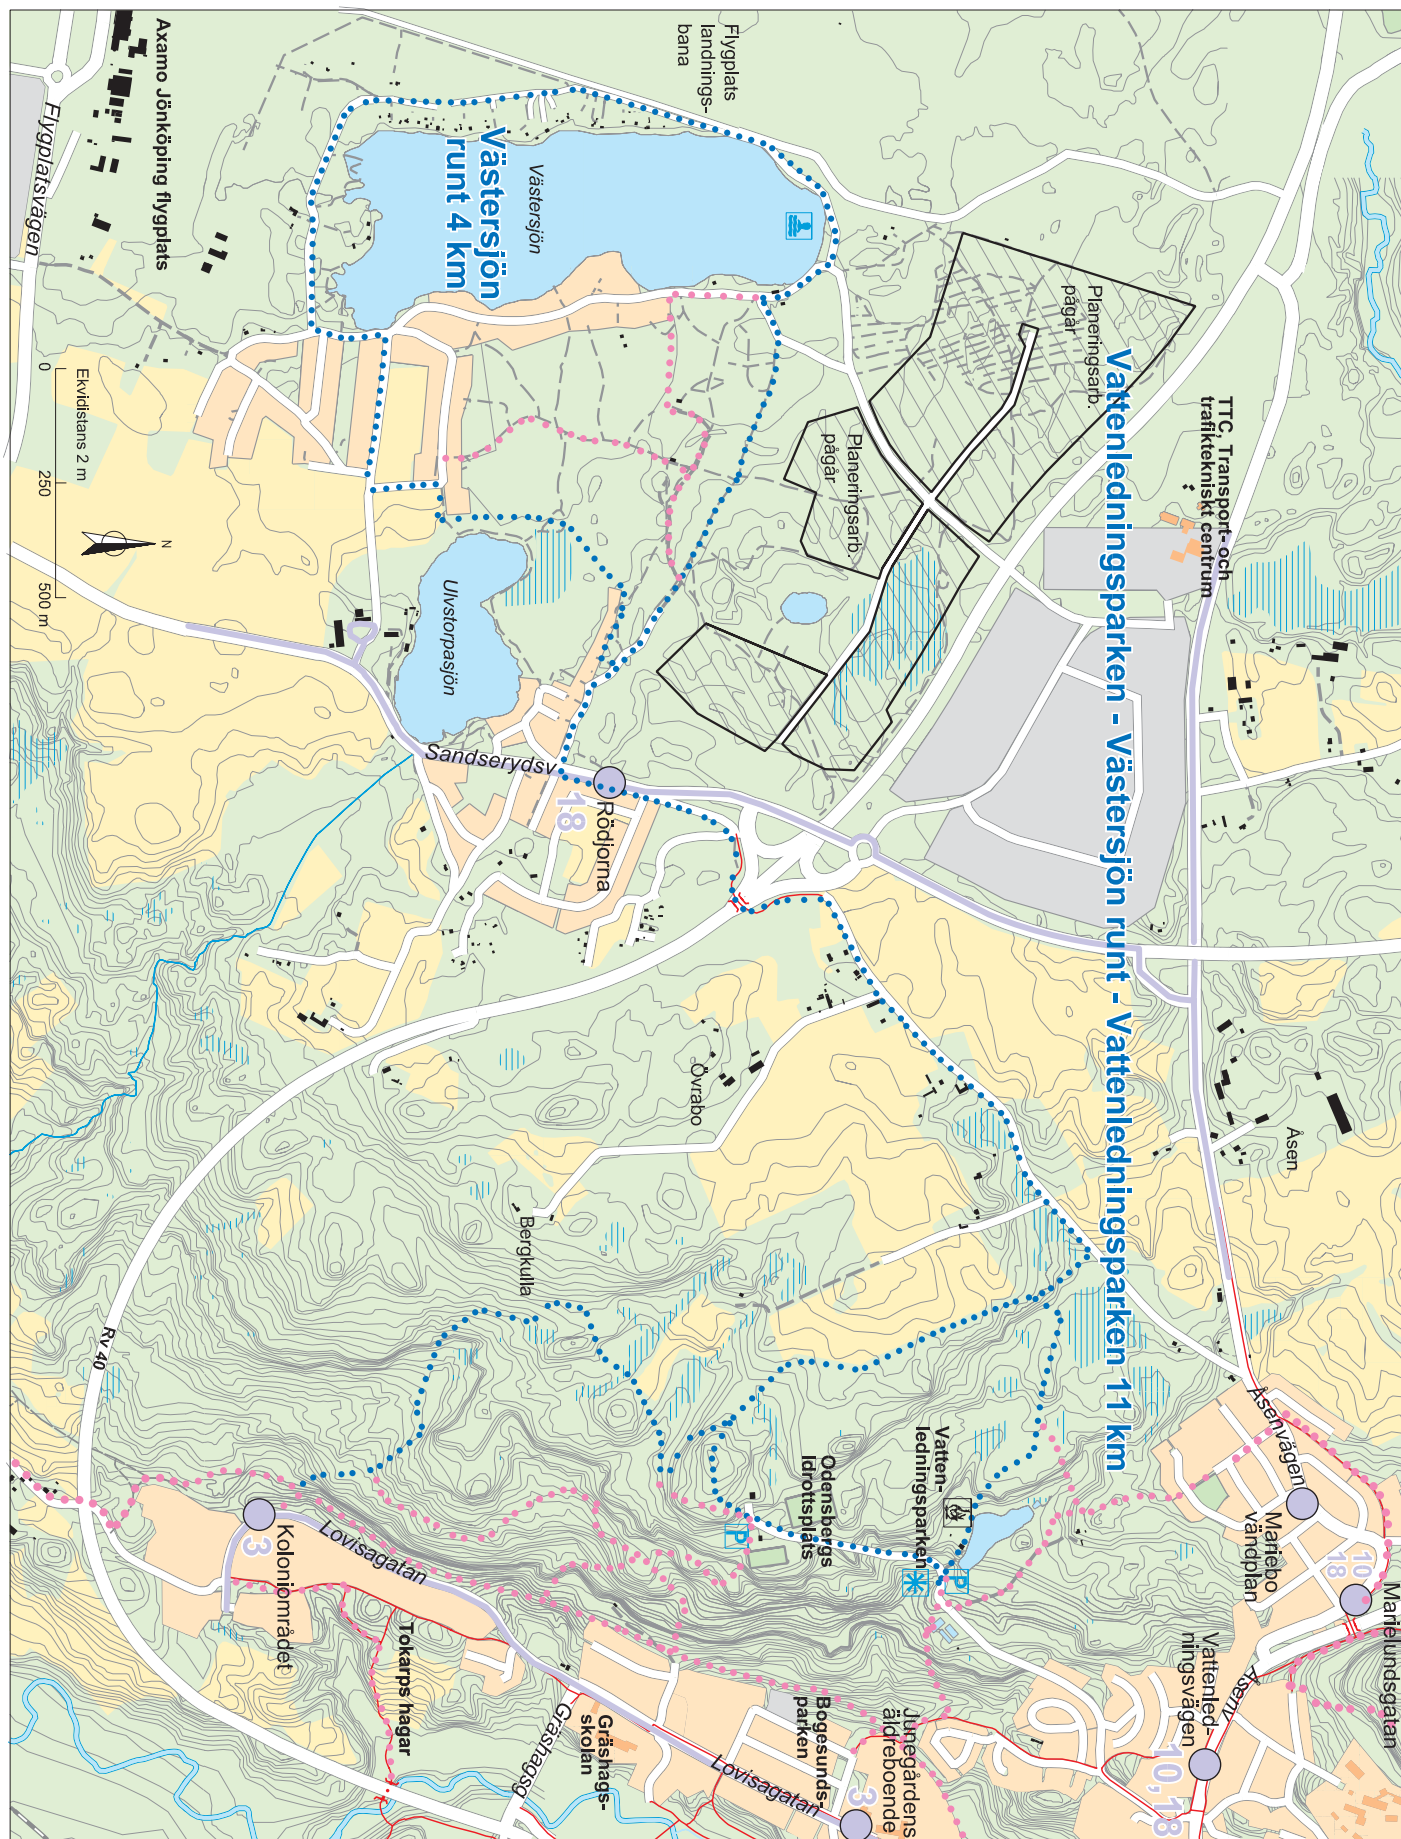 Vattenledningsparken - Västersjön runt - Vattenledningsparken 11 km
Västersjön
runt 4 km
Västersjön
Flygplats
landnings-
bana
Axamo Jönköping flygplats
Flygplatsvägen
Planeringsarb.
pågår
Planeringsarb.
pågår
TTC, Transport- och
trafiktekniskt centrum
Ekvidistans 2 m
0
250
500 m
N
Ulvstorpasjön
Sandserydsv
Rödjorna
18
Övrabo
Bergkulla
Åsen
Rv 40
Åsenvägen
Mariebo
vändplan
10
18
Marielundsgatan
Vatten-
ledningsparken
P
Odensbergs
Idrottsplats
P
Vattenled-
ningsvägen
Åsenv
10,18
Koloniområdet
3
Lovisagatan
Tokarps hagar
Gräshagsg
Gräshags-
skolan
Bogesunds-
parken
Junegårdens
äldreboende
Lovisagatan
3